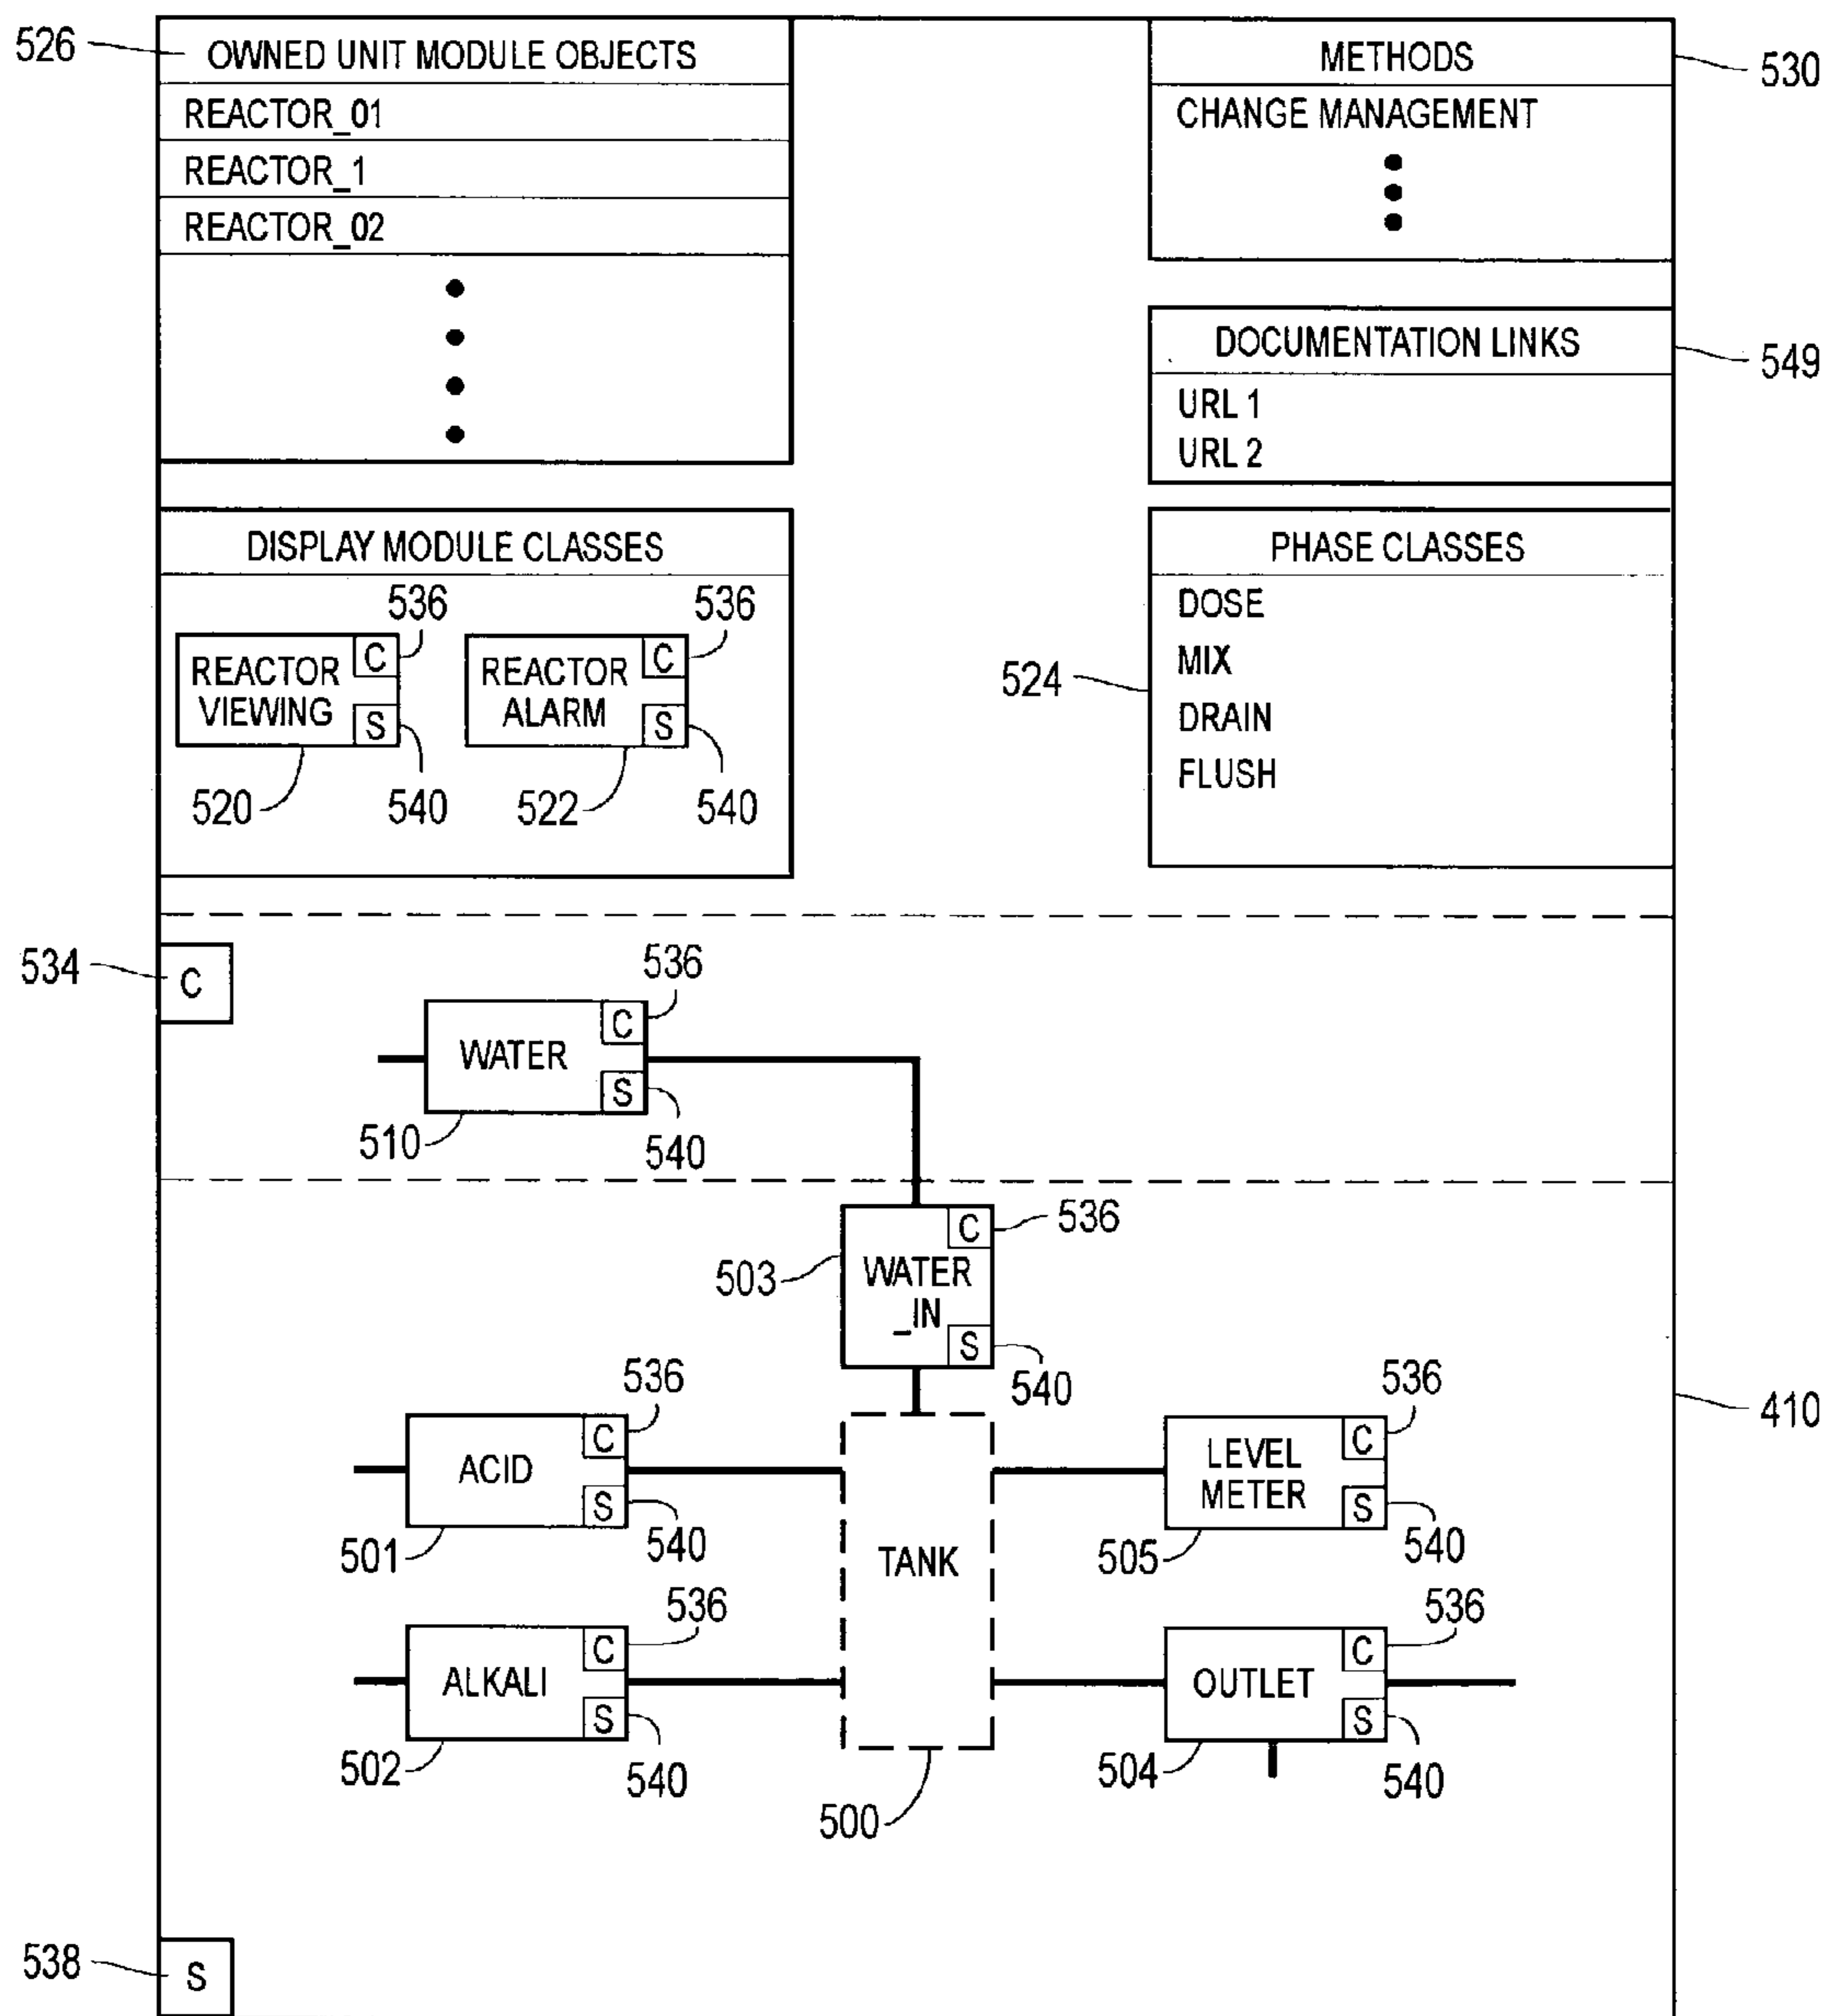 526
OWNED UNIT MODULE OBJECTS
REACTOR_01
REACTOR_1
REACTOR_02
METHODS
530
CHANGE MANAGEMENT
DOCUMENTATION LINKS
549
URL 1
URL 2
DISPLAY MODULE CLASSES
536
536
REACTOR
VIEWING
C
S
REACTOR
ALARM
C
S
520
540
522
540
PHASE CLASSES
DOSE
MIX
DRAIN
FLUSH
524
534
C
536
WATER
C
S
510
540
503
WATER
_IN
C
S
536
540
536
ACID
C
S
501
540
536
ALKALI
C
S
502
540
TANK
500
536
LEVEL
METER
C
S
505
540
536
OUTLET
C
S
504
540
410
538
S